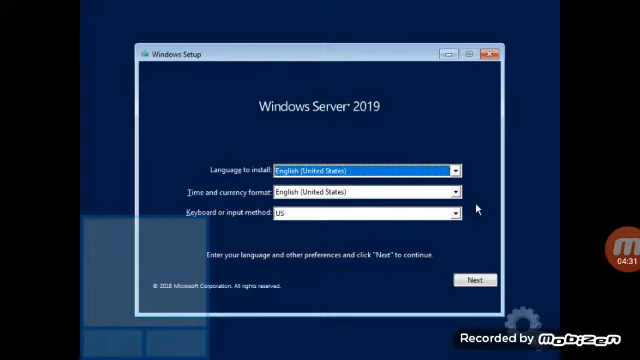 Windows Setup
Windows Server® 2019
Language to install: English (United States)
Time and currency format: English (United States)
Keyboard or input method: US
Enter your language and other preferences and click "Next" to continue.
© 2018 Microsoft Corporation. All rights reserved.
Next
04:31
Recorded by mobizen